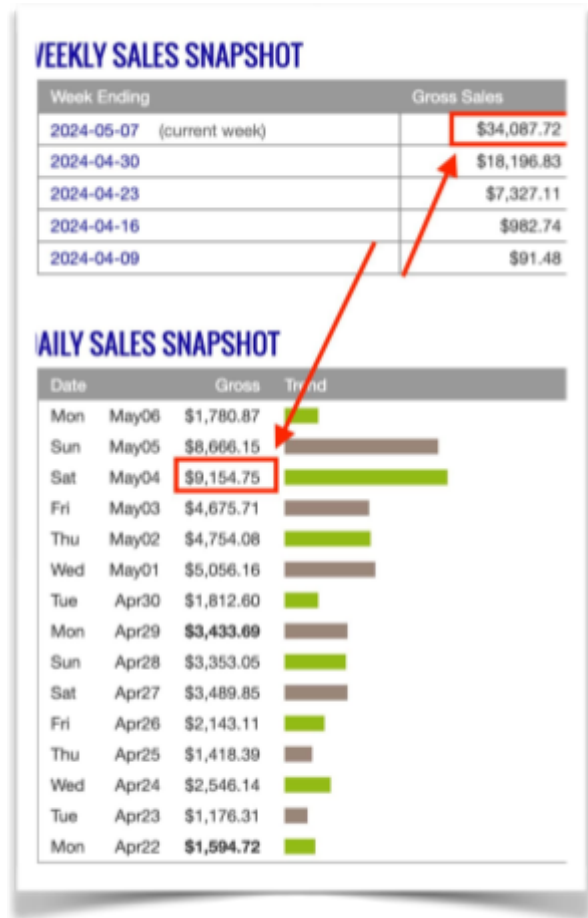 WEEKLY SALES SNAPSHOT
Week Ending Gross Sales
2024-05-07 (current week) $34,087.72
2024-04-30 $18,196.83
2024-04-23 $7,327.11
2024-04-16 $982.74
2024-04-09 $91.48
DAILY SALES SNAPSHOT
Date Gross Trend
Mon May06 $1,780.87
Sun May05 $8,666.15
Sat May04 $9,154.75
Fri May03 $4,675.71
Thu May02 $4,754.08
Wed May01 $5,056.16
Tue Apr30 $1,812.60
Mon Apr29 $3,433.69
Sun Apr28 $3,353.05
Sat Apr27 $3,489.85
Fri Apr26 $2,143.11
Thu Apr25 $1,418.39
Wed Apr24 $2,546.14
Tue Apr23 $1,176.31
Mon Apr22 $1,594.72